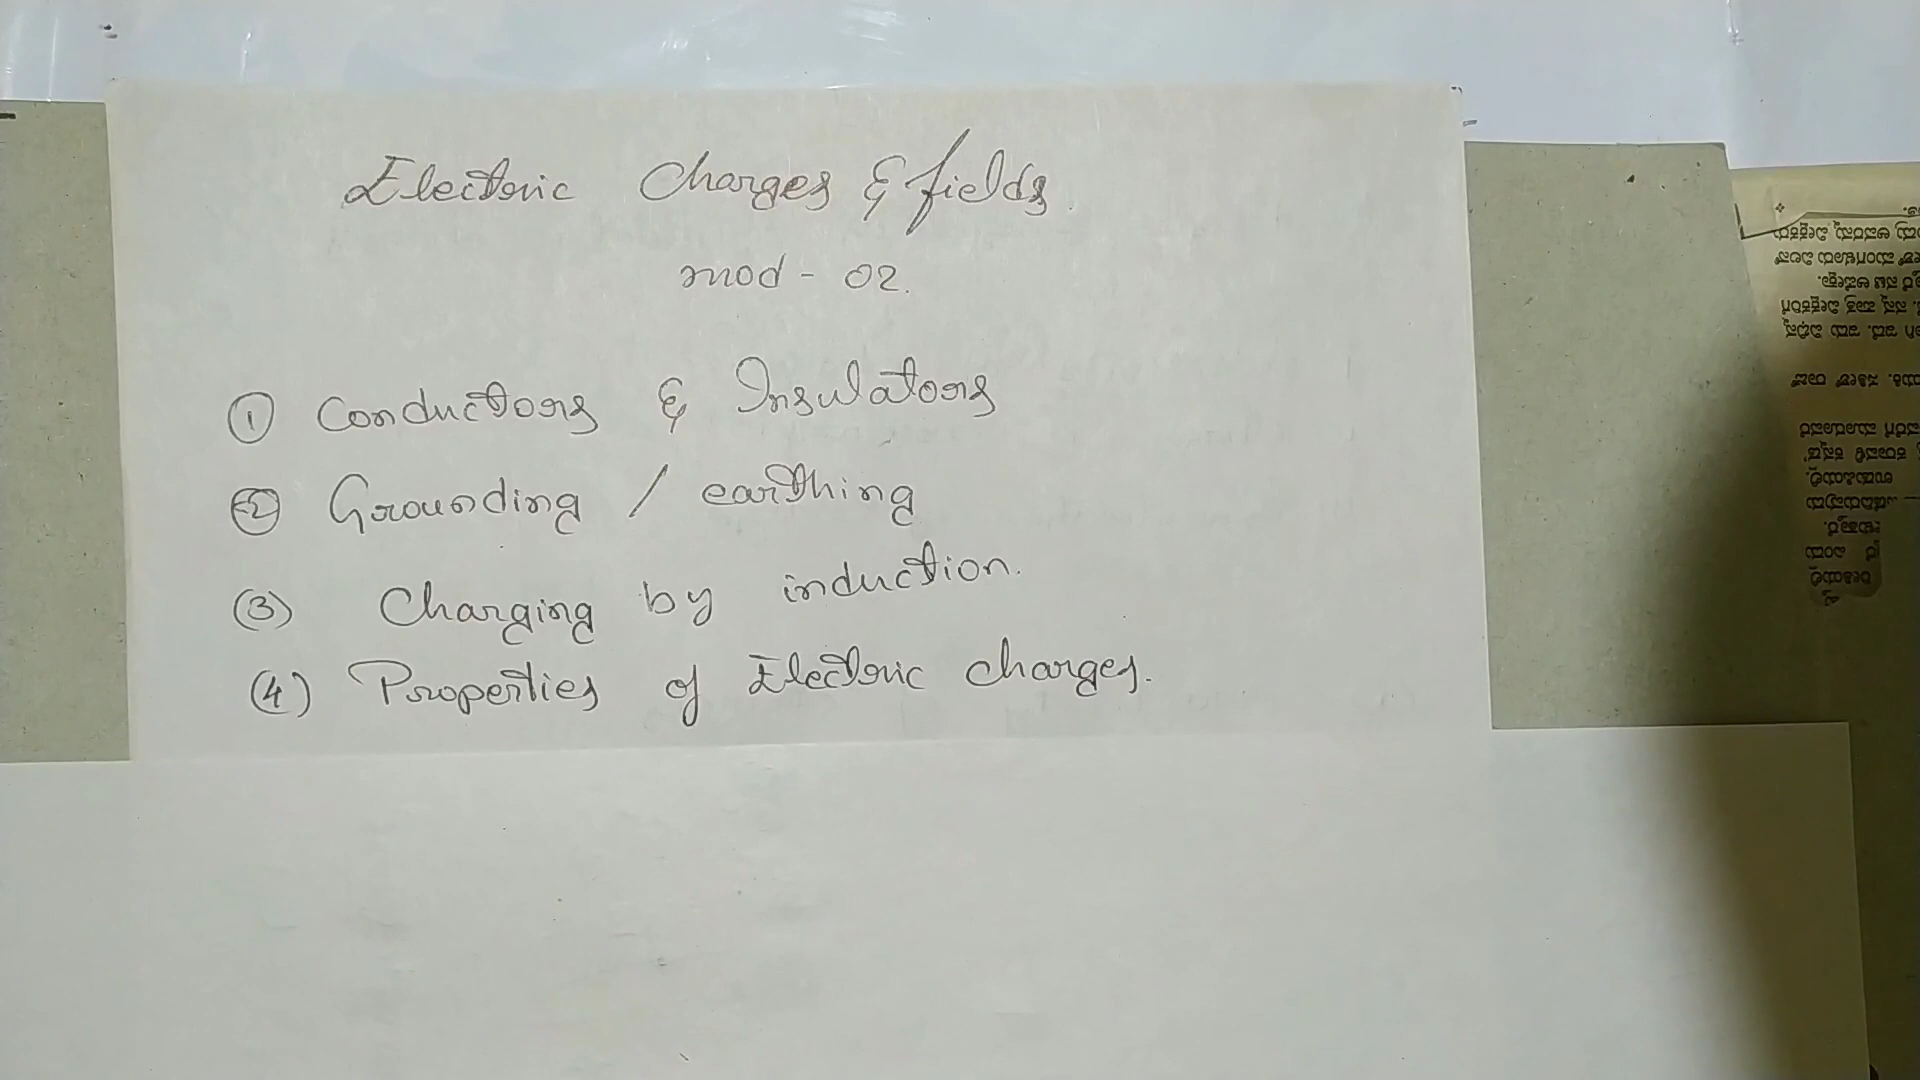 Electric Charges & fields.
mod - 02.
① Conductors & Insulators
② Grounding / earthing
(3) Charging by induction.
(4) Properties of Electric charges.